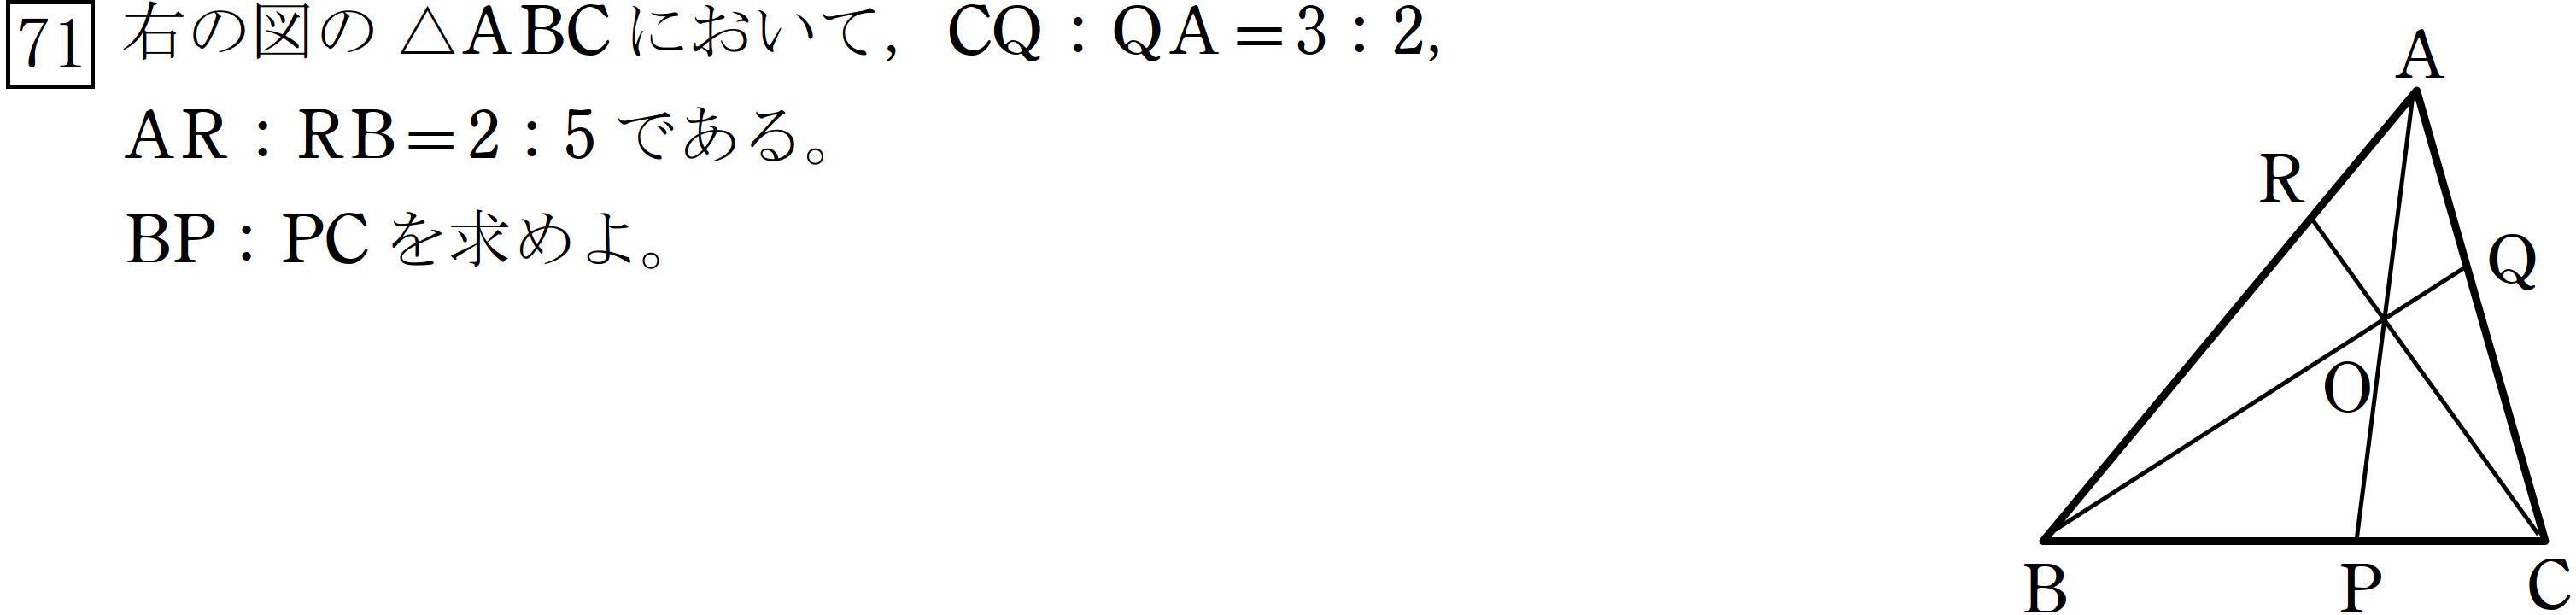 71 右の図の △ABC において，CQ：QA＝3：2，
AR：RB＝2：5 である。
BP：PC を求めよ。
A
R
Q
O
B P C